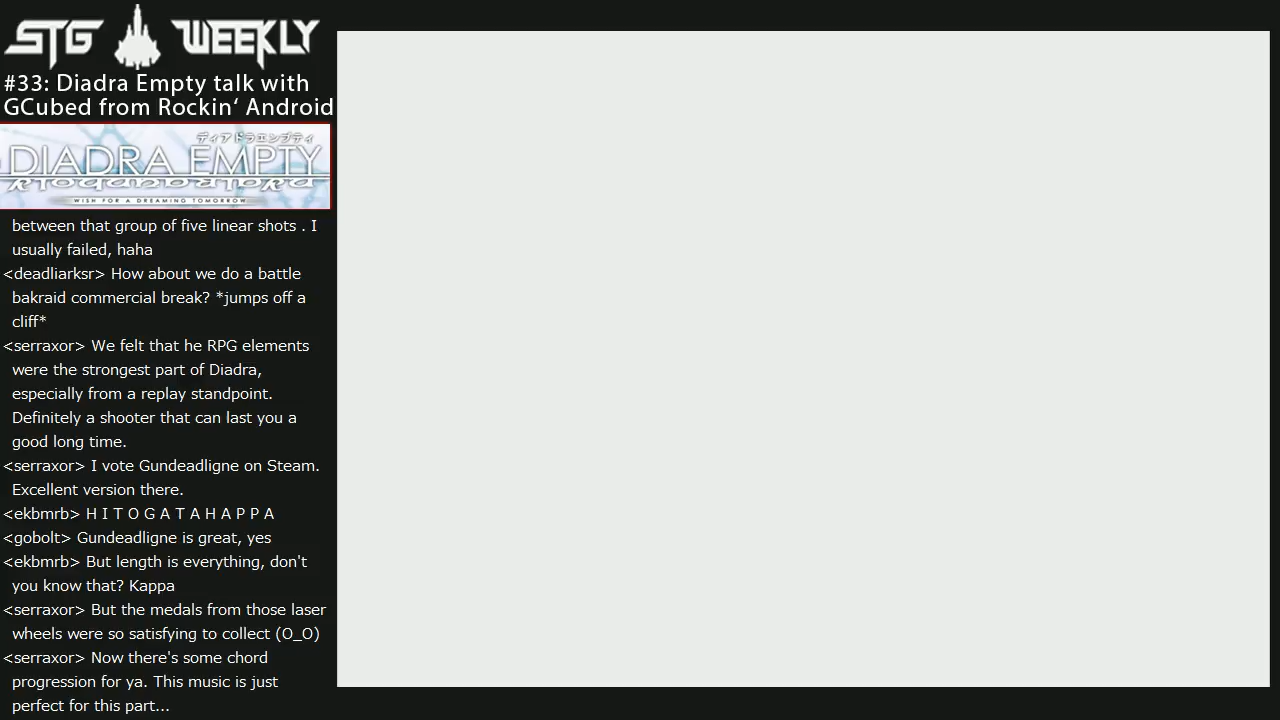 STG WEEKLY
#33: Diadra Empty talk with
GCubed from Rockin‘ Android
ディアドラエンプティ
DIADRA EMPTY
WISH FOR A DREAMING TOMORROW
between that group of five linear shots . I
usually failed, haha
<deadliarksr> How about we do a battle
bakraid commercial break? *jumps off a
cliff*
<serraxor> We felt that he RPG elements
were the strongest part of Diadra,
especially from a replay standpoint.
Definitely a shooter that can last you a
good long time.
<serraxor> I vote Gundeadligne on Steam.
Excellent version there.
<ekbmrb> H I T O G A T A H A P P A
<gobolt> Gundeadligne is great, yes
<ekbmrb> But length is everything, don't
you know that? Kappa
<serraxor> But the medals from those laser
wheels were so satisfying to collect (O_O)
<serraxor> Now there's some chord
progression for ya. This music is just
perfect for this part...